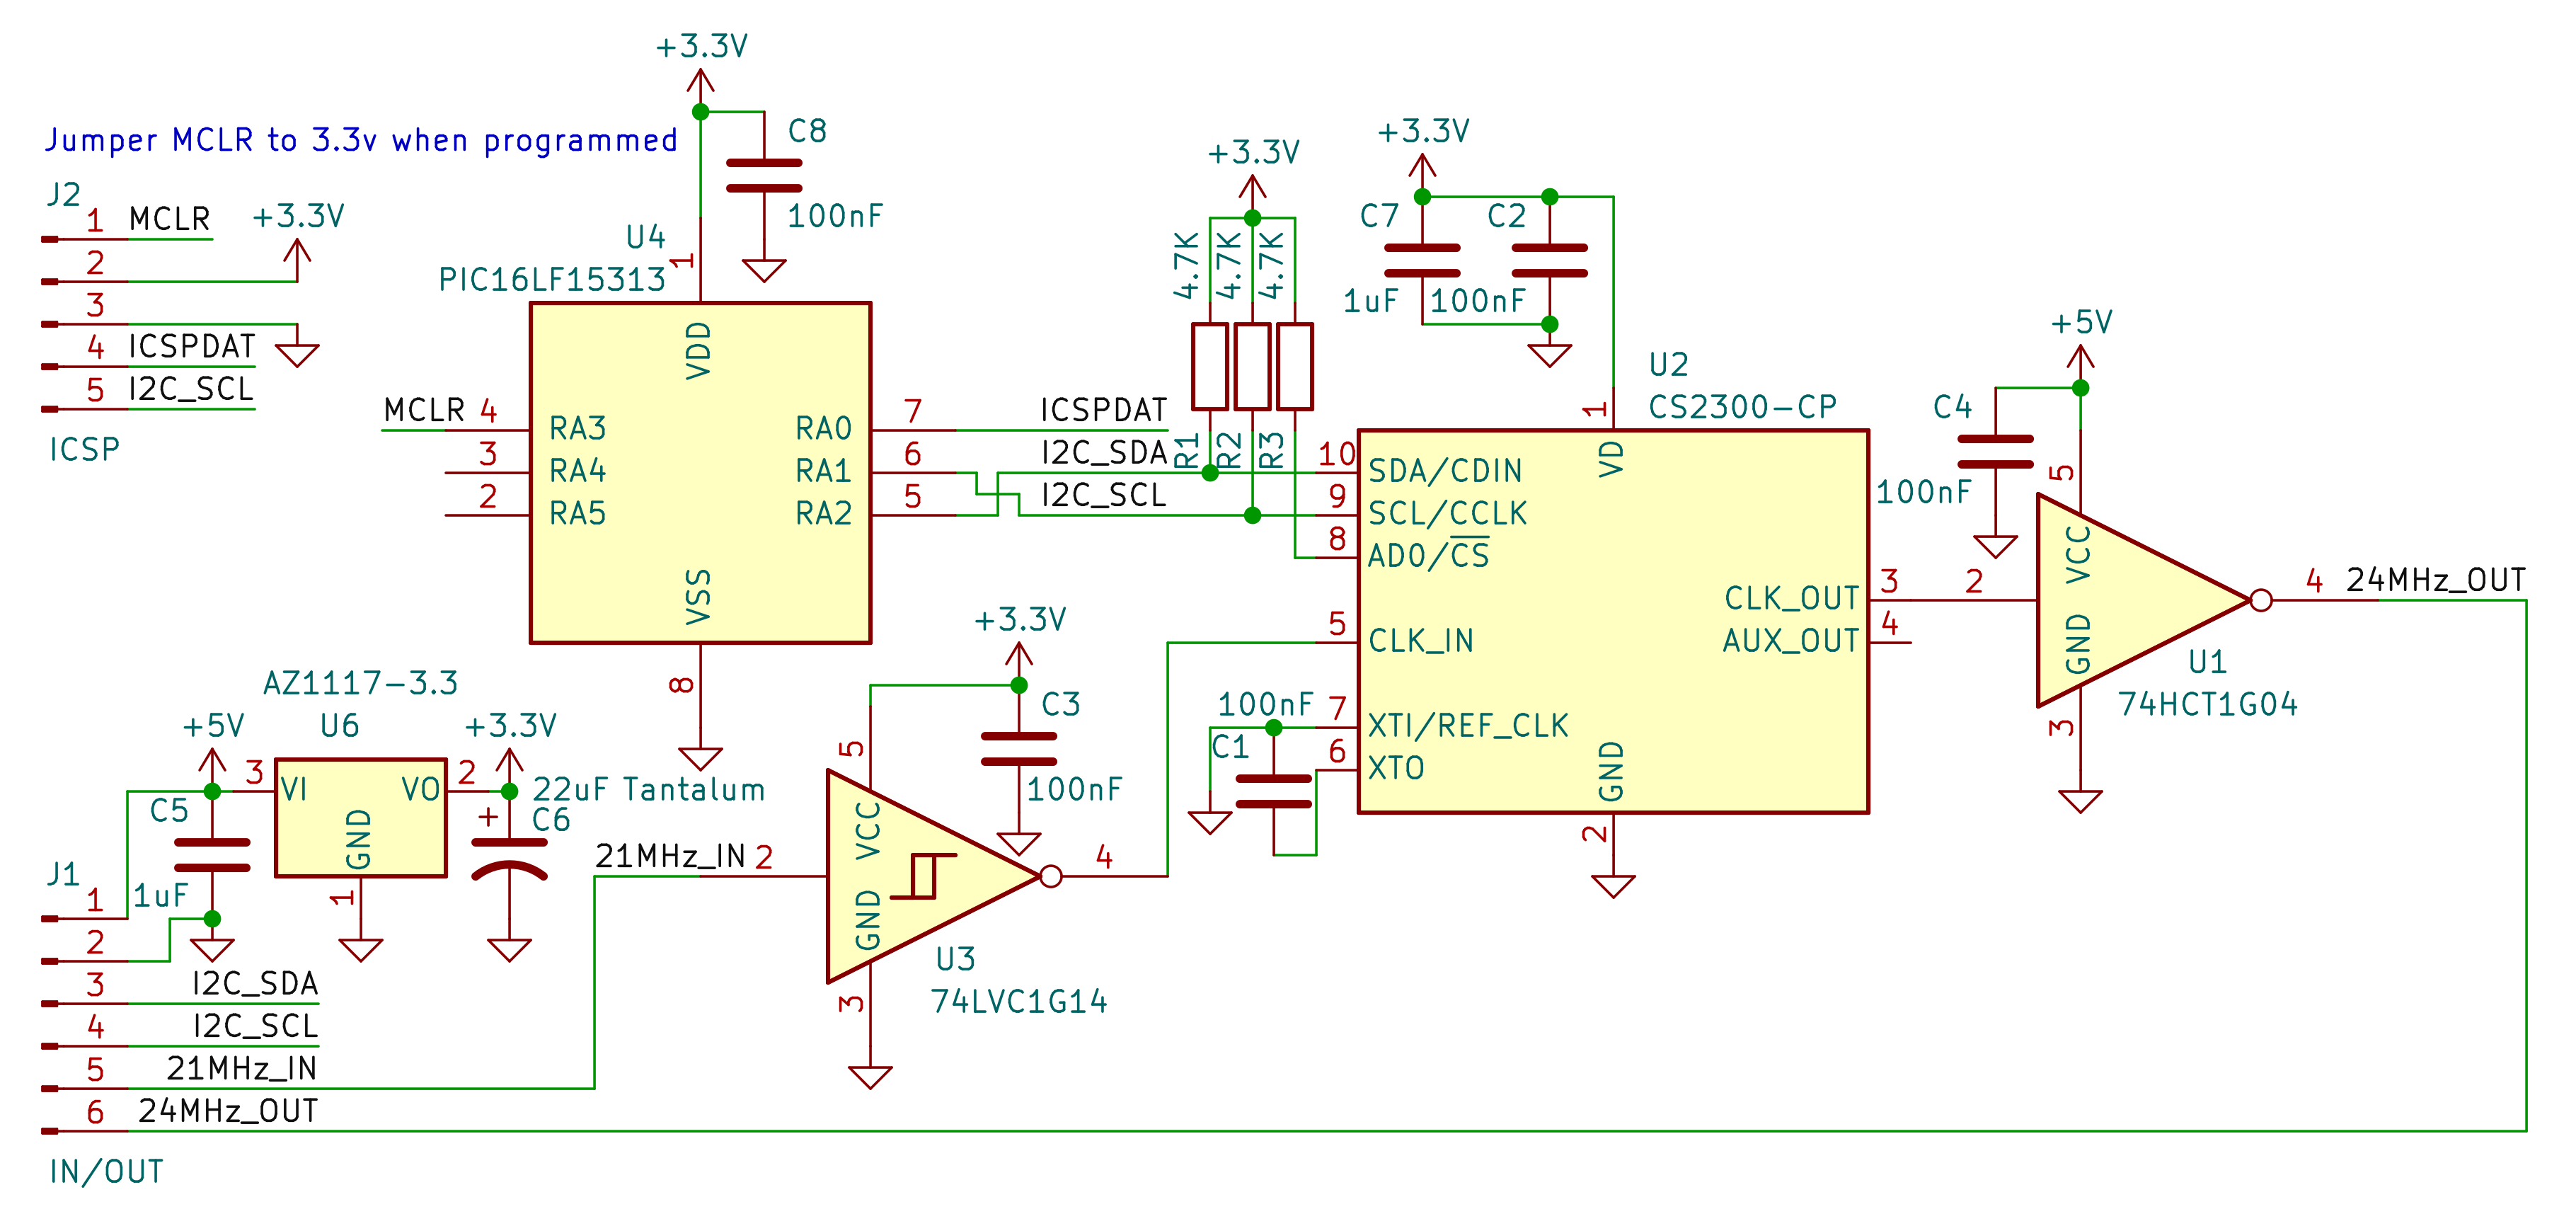 +3.3V
C8
100nF
Jumper MCLR to 3.3v when programmed
J2
1 MCLR
2 +3.3V
3
4 ICSPDAT
5 I2C_SCL
ICSP
U4
PIC16LF15313
1
VDD
MCLR 4 RA3
3 RA4
2 RA5
RA0 7 ICSPDAT
RA1 6 I2C_SDA
RA2 5 I2C_SCL
VSS
8
+3.3V
4.7K 4.7K 4.7K
R1 R2 R3
+3.3V
C7 C2
1uF 100nF
U2
CS2300-CP
1
VD
10 SDA/CDIN
9 SCL/CCLK
8 AD0/CS
5 CLK_IN
7 XTI/REF_CLK
6 XTO
CLK_OUT 3
AUX_OUT 4
GND
2
100nF
C1
+5V
C4
100nF
5
VCC
2
4 24MHz_OUT
GND
3
U1
74HCT1G04
AZ1117-3.3
+5V U6 +3.3V
3 VI VO 2
GND
1
22uF Tantalum
+ C6
C5
1uF
+3.3V
C3
100nF
5
VCC
21MHz_IN 2
4
GND
3
U3
74LVC1G14
J1
1
2
3 I2C_SDA
4 I2C_SCL
5 21MHz_IN
6 24MHz_OUT
IN/OUT